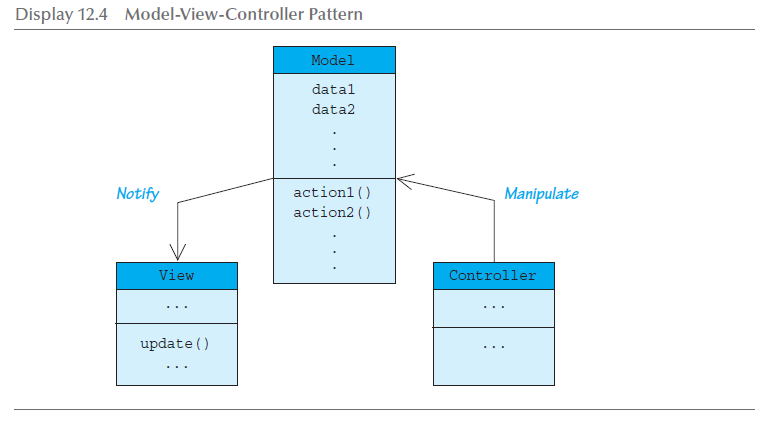 Display 12.4 Model-View-Controller Pattern
Model
data1
data2
.
.
.
Notify
action1()
action2()
.
.
.
Manipulate
View
...
update()
...
Controller
...
...